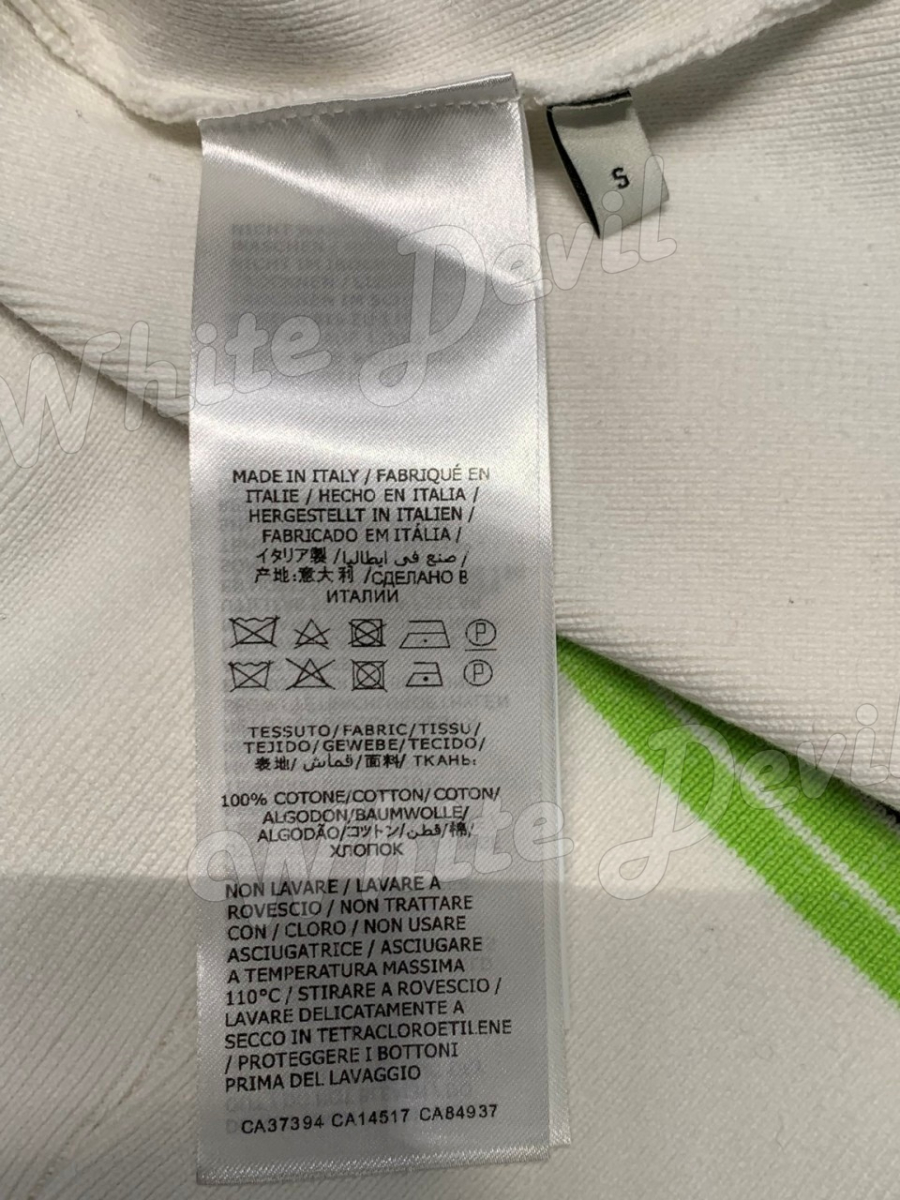 S
White Devil
MADE IN ITALY / FABRIQUÉ EN
ITALIE / HECHO EN ITALIA /
HERGESTELLT IN ITALIEN /
FABRICADO EM ITÁLIA /
イタリア製 /صنع في ايطاليا /
产地:意大利 /СДЕЛАНО В
ИТАЛИИ
P
P
TESSUTO/FABRIC/TISSU/
TEJIDO/GEWEBE/TECIDO/
表地/ قماش/面料/ ТКАНЬ:
100% COTONE/COTTON/COTON/
ALGODON/BAUMWOLLE/
ALGODÃO/コットン/قطن/棉/
ХЛОПОК
White Devil
NON LAVARE / LAVARE A
ROVESCIO / NON TRATTARE
CON / CLORO / NON USARE
ASCIUGATRICE / ASCIUGARE
A TEMPERATURA MASSIMA
110°C / STIRARE A ROVESCIO /
LAVARE DELICATAMENTE A
SECCO IN TETRACLOROETILENE
/ PROTEGGERE I BOTTONI
PRIMA DEL LAVAGGIO
CA37394 CA14517 CA84937